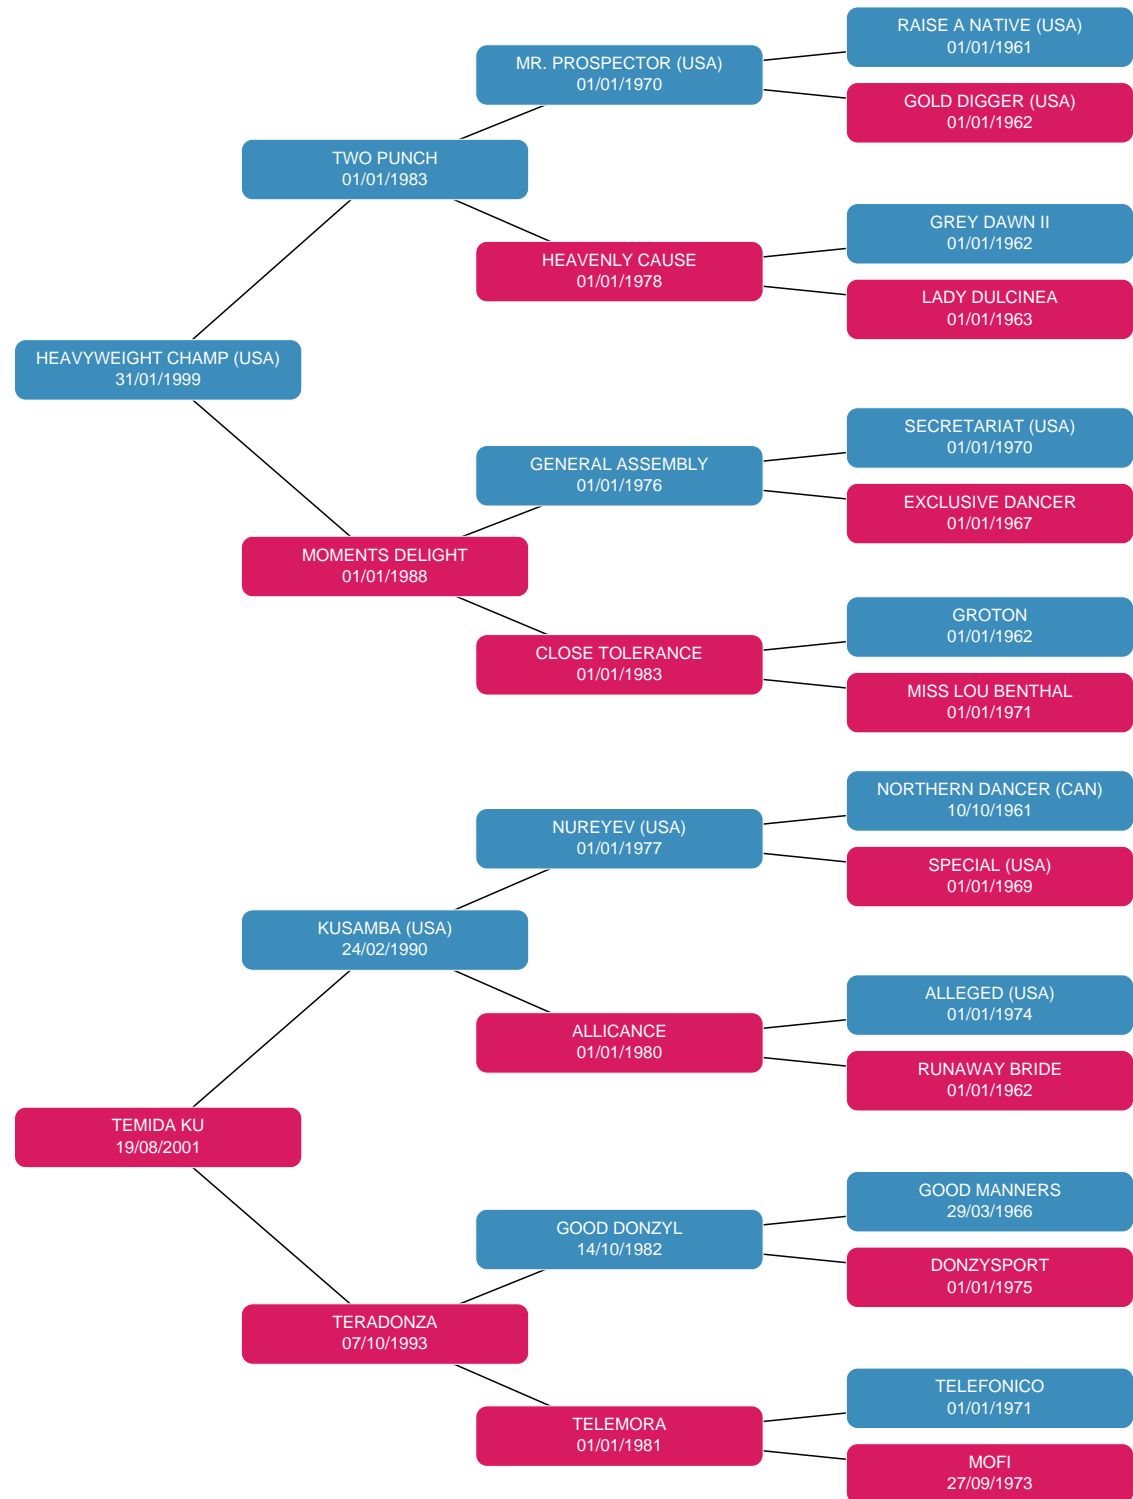 RAISE A NATIVE (USA)
01/01/1961
MR. PROSPECTOR (USA)
01/01/1970
GOLD DIGGER (USA)
01/01/1962
TWO PUNCH
01/01/1983
GREY DAWN II
01/01/1962
HEAVENLY CAUSE
01/01/1978
LADY DULCINEA
01/01/1963
HEAVYWEIGHT CHAMP (USA)
31/01/1999
SECRETARIAT (USA)
01/01/1970
GENERAL ASSEMBLY
01/01/1976
EXCLUSIVE DANCER
01/01/1967
MOMENTS DELIGHT
01/01/1988
GROTON
01/01/1962
CLOSE TOLERANCE
01/01/1983
MISS LOU BENTHAL
01/01/1971
NORTHERN DANCER (CAN)
10/10/1961
NUREYEV (USA)
01/01/1977
SPECIAL (USA)
01/01/1969
KUSAMBA (USA)
24/02/1990
ALLEGED (USA)
01/01/1974
ALLICANCE
01/01/1980
RUNAWAY BRIDE
01/01/1962
TEMIDA KU
19/08/2001
GOOD MANNERS
29/03/1966
GOOD DONZYL
14/10/1982
DONZYSPORT
01/01/1975
TERADONZA
07/10/1993
TELEFONICO
01/01/1971
TELEMORA
01/01/1981
MOFI
27/09/1973